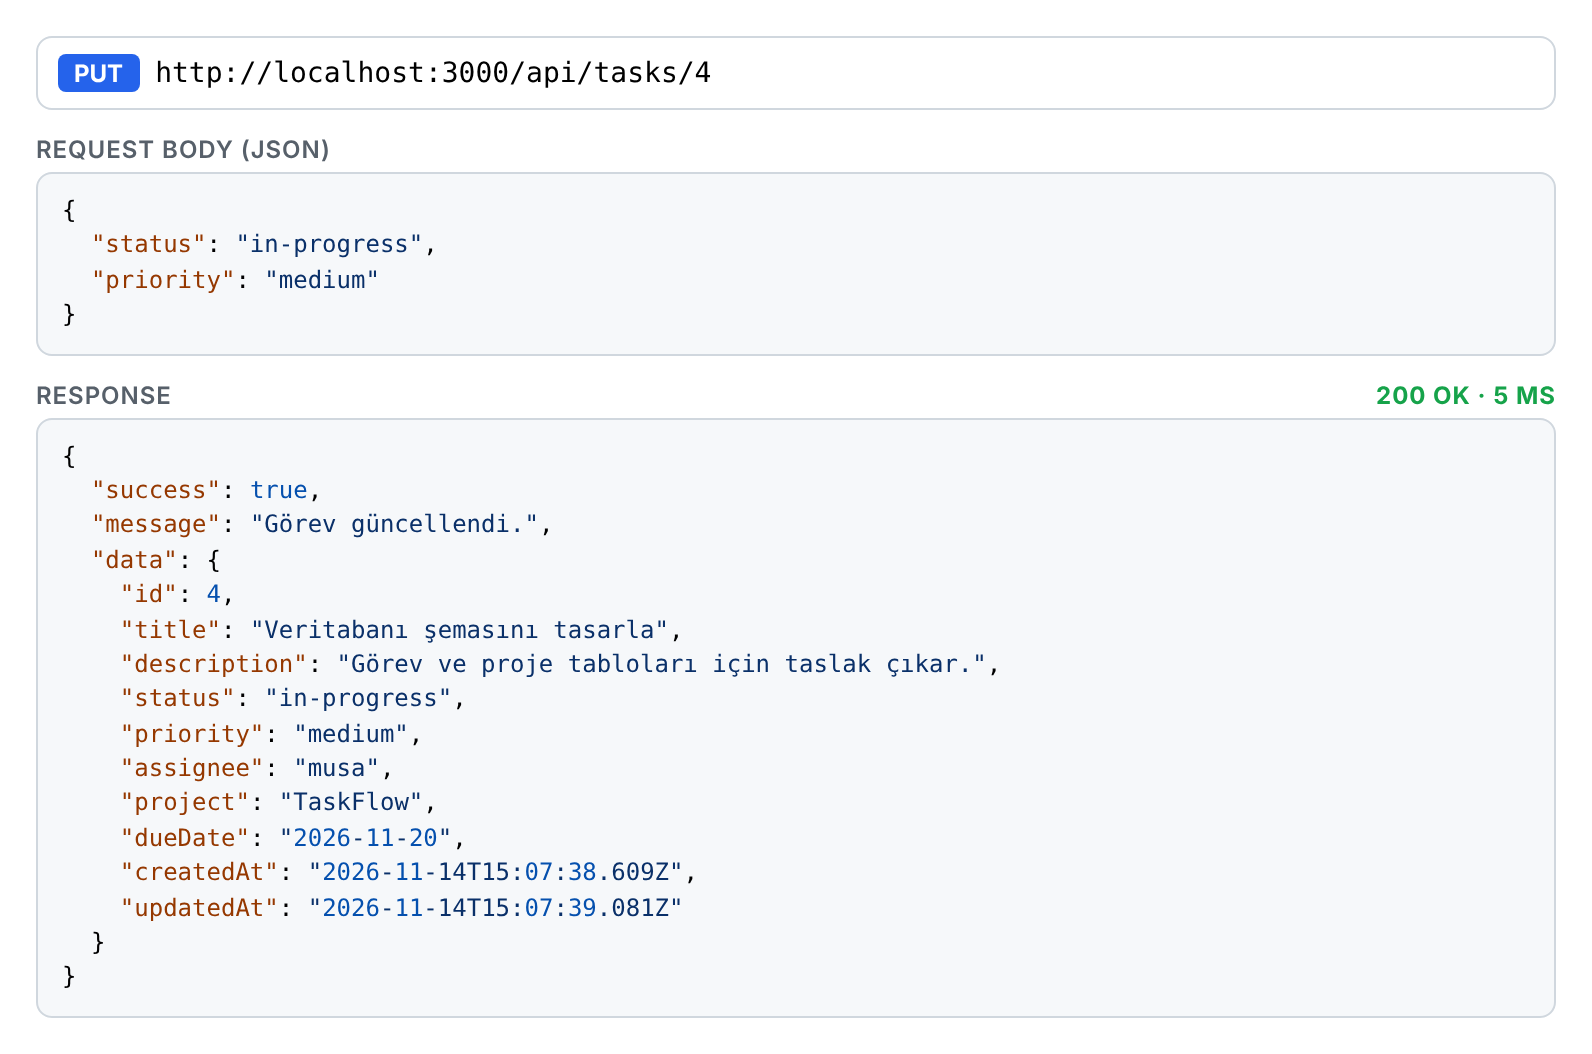 PUT http://localhost:3000/api/tasks/4
REQUEST BODY (JSON)
{
  "status": "in-progress",
  "priority": "medium"
}
RESPONSE 200 OK · 5 MS
{
  "success": true,
  "message": "Görev güncellendi.",
  "data": {
    "id": 4,
    "title": "Veritabanı şemasını tasarla",
    "description": "Görev ve proje tabloları için taslak çıkar.",
    "status": "in-progress",
    "priority": "medium",
    "assignee": "musa",
    "project": "TaskFlow",
    "dueDate": "2026-11-20",
    "createdAt": "2026-11-14T15:07:38.609Z",
    "updatedAt": "2026-11-14T15:07:39.081Z"
  }
}